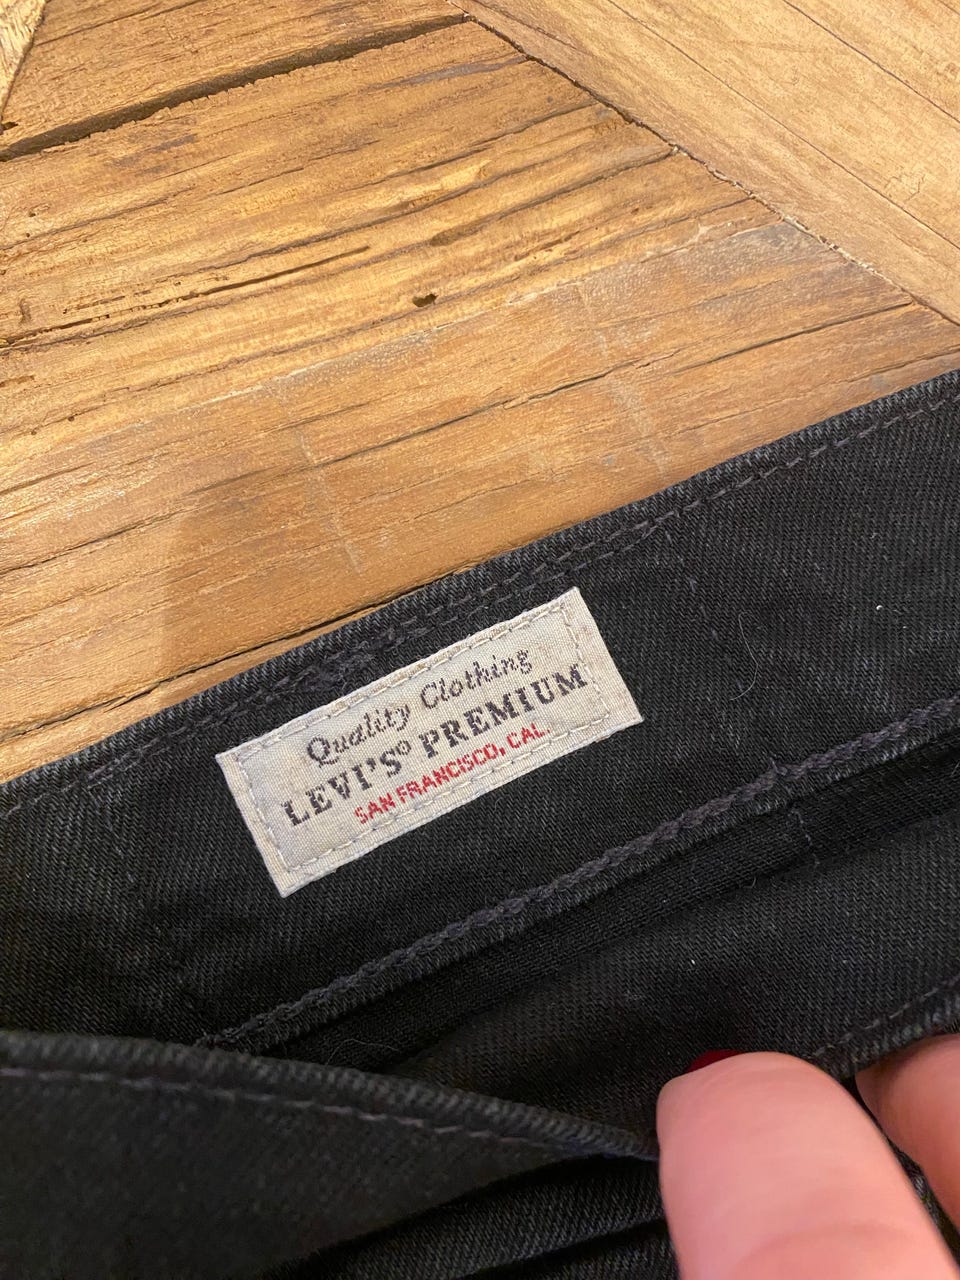 Quality Clothing
LEVI'S® PREMIUM
SAN FRANCISCO, CAL.